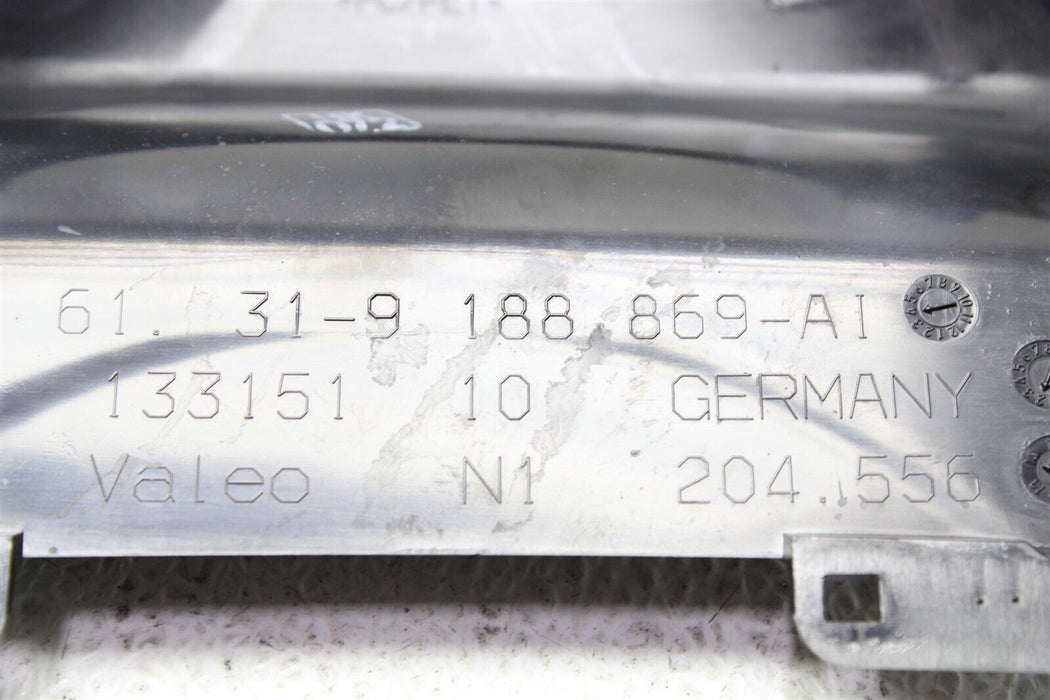 61. 31-9 188 869-AI
133151 10 GERMANY
Valeo N1 204.556